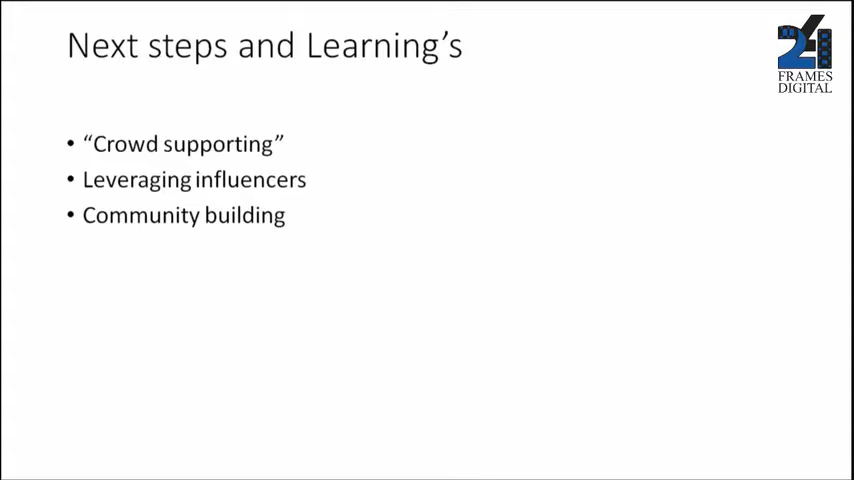 Next steps and Learning’s
24
FRAMES
DIGITAL
• “Crowd supporting”
• Leveraging influencers
• Community building